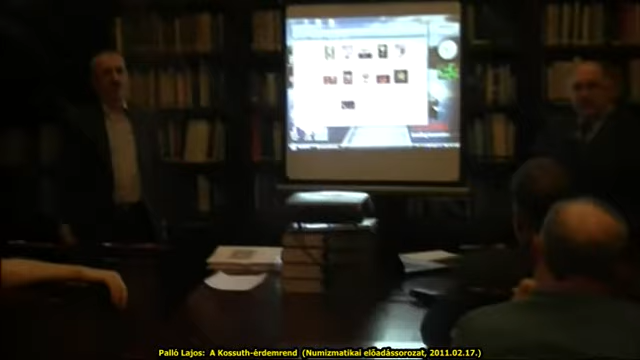 Palló Lajos: A Kossuth-érdemrend (Numizmatikai előadássorozat, 2011.02.17.)